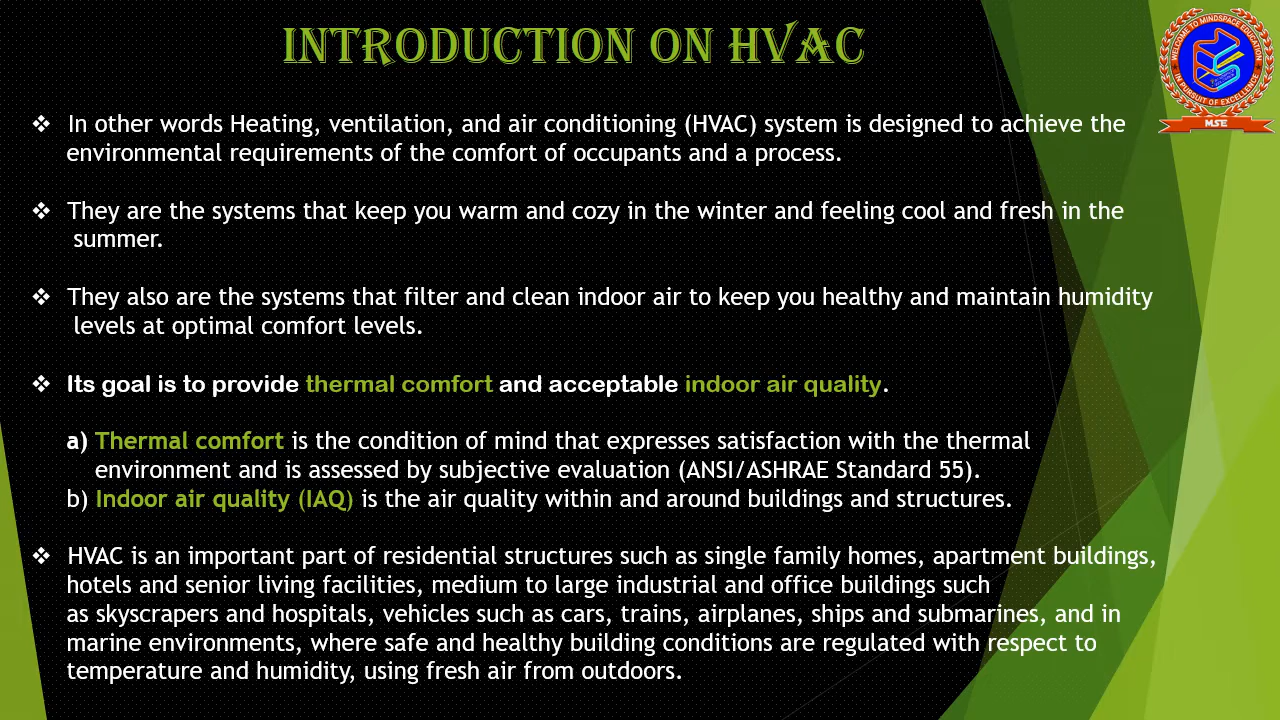 INTRODUCTION ON HVAC
WELCOME TO MINDSPACE EDUCATION
IN PURSUIT OF EXCELLENCE
MSE
❖ In other words Heating, ventilation, and air conditioning (HVAC) system is designed to achieve the
environmental requirements of the comfort of occupants and a process.
❖ They are the systems that keep you warm and cozy in the winter and feeling cool and fresh in the
summer.
❖ They also are the systems that filter and clean indoor air to keep you healthy and maintain humidity
levels at optimal comfort levels.
❖ Its goal is to provide thermal comfort and acceptable indoor air quality.
a) Thermal comfort is the condition of mind that expresses satisfaction with the thermal
environment and is assessed by subjective evaluation (ANSI/ASHRAE Standard 55).
b) Indoor air quality (IAQ) is the air quality within and around buildings and structures.
❖ HVAC is an important part of residential structures such as single family homes, apartment buildings,
hotels and senior living facilities, medium to large industrial and office buildings such
as skyscrapers and hospitals, vehicles such as cars, trains, airplanes, ships and submarines, and in
marine environments, where safe and healthy building conditions are regulated with respect to
temperature and humidity, using fresh air from outdoors.